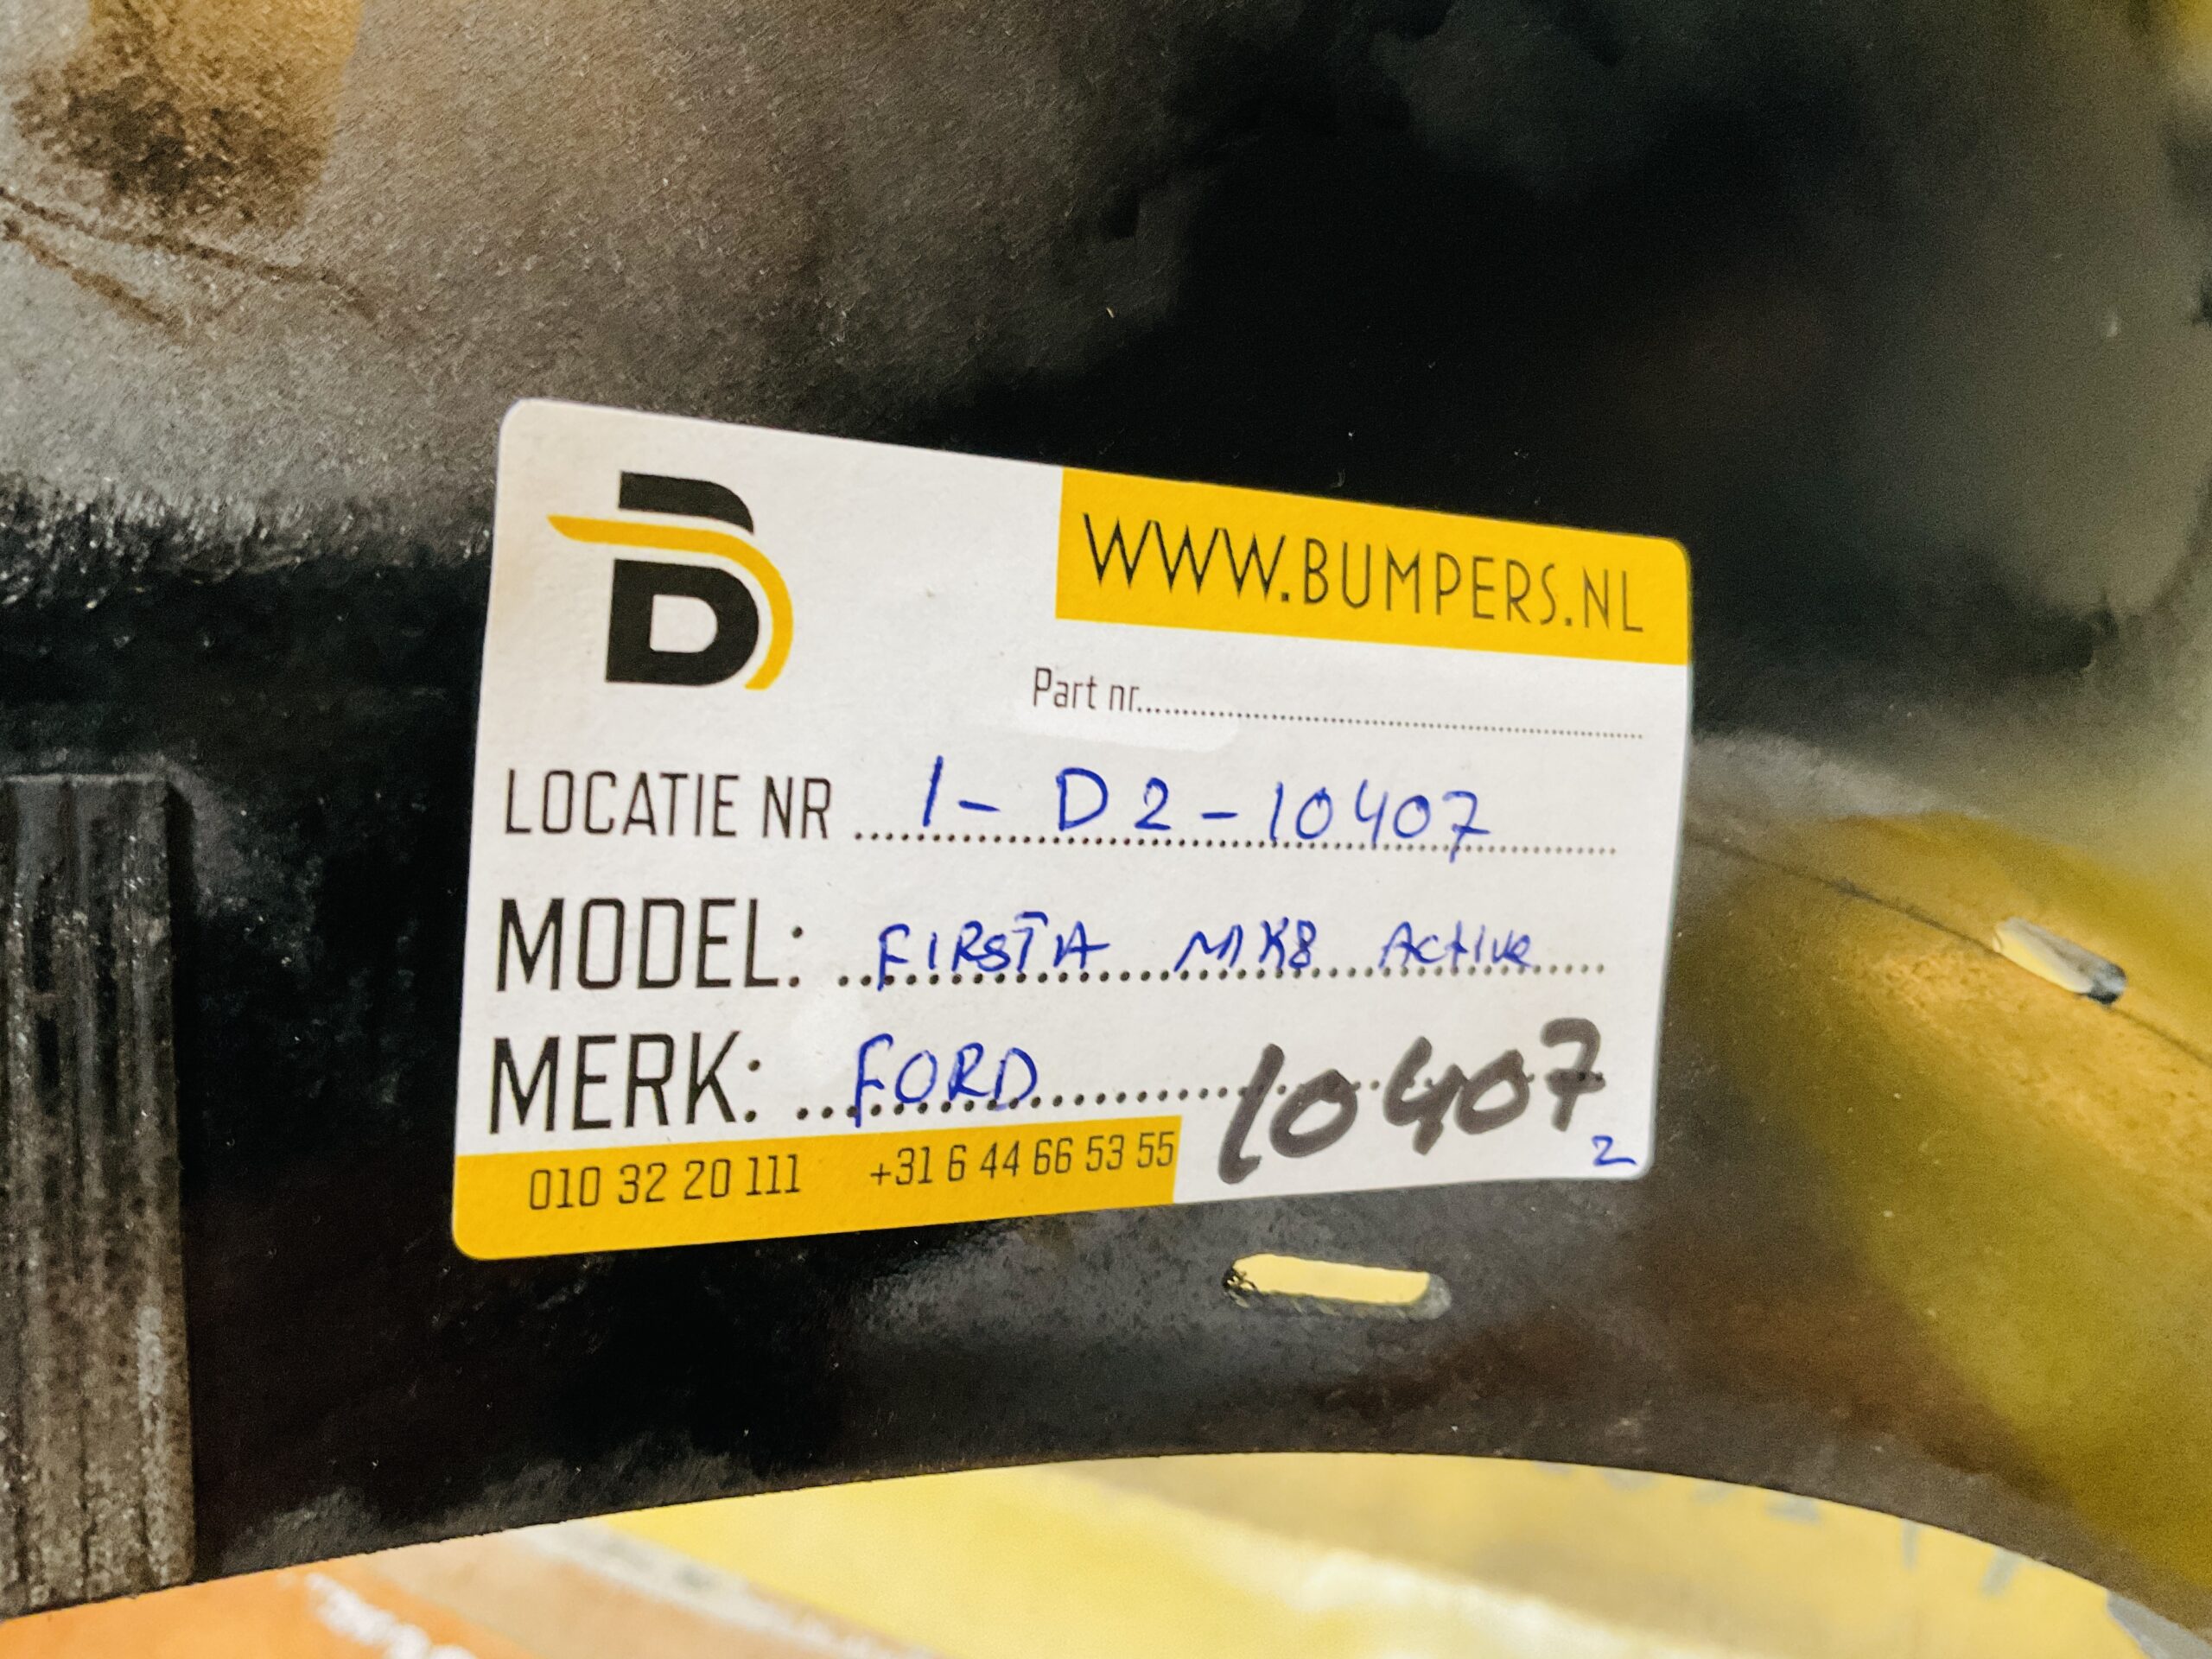 WWW.BUMPERS.NL
Part nr.
LOCATIE NR 1 - D2 - 10407
MODEL: FIRSTA MK8 Active
MERK: FORD
10407
2
010 32 20 111 +31 6 44 66 53 55